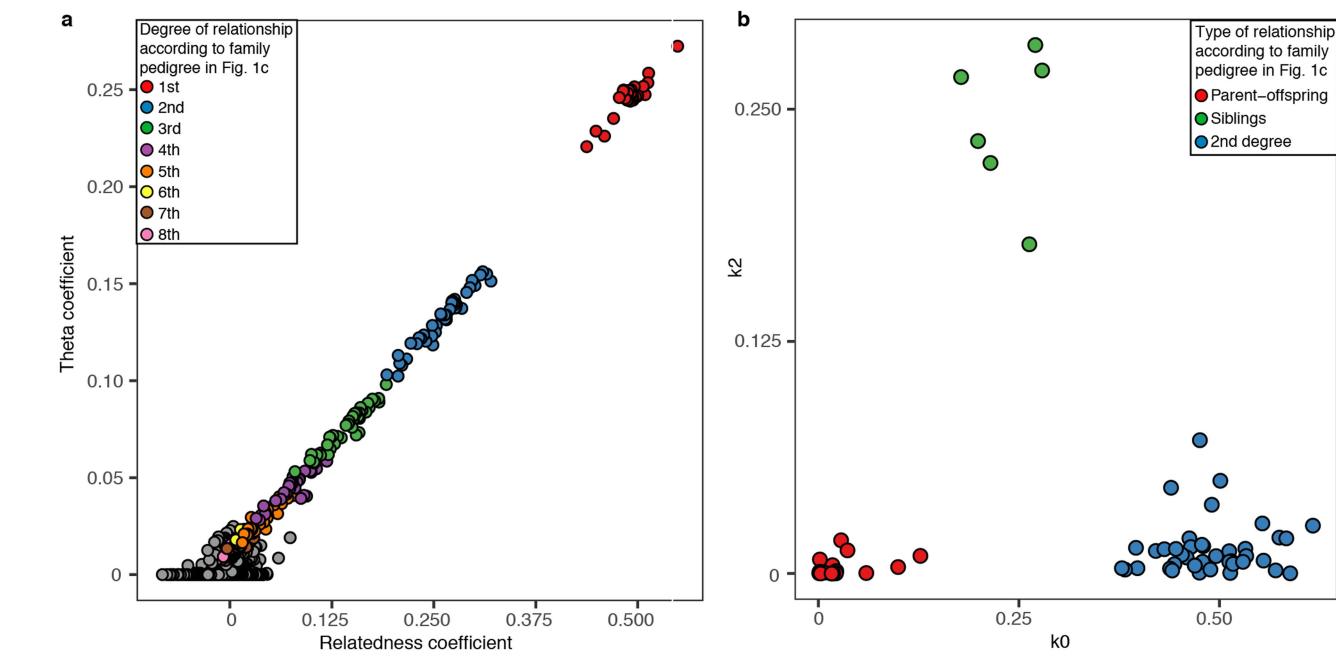 a
Degree of relationship
according to family
pedigree in Fig. 1c
1st
2nd
3rd
4th
5th
6th
7th
8th
Theta coefficient
0.25
0.20
0.15
0.10
0.05
0
0
0.125
0.250
0.375
0.500
Relatedness coefficient
b
Type of relationship
according to family
pedigree in Fig. 1c
Parent–offspring
Siblings
2nd degree
k2
0.250
0.125
0
0
0.25
0.50
k0